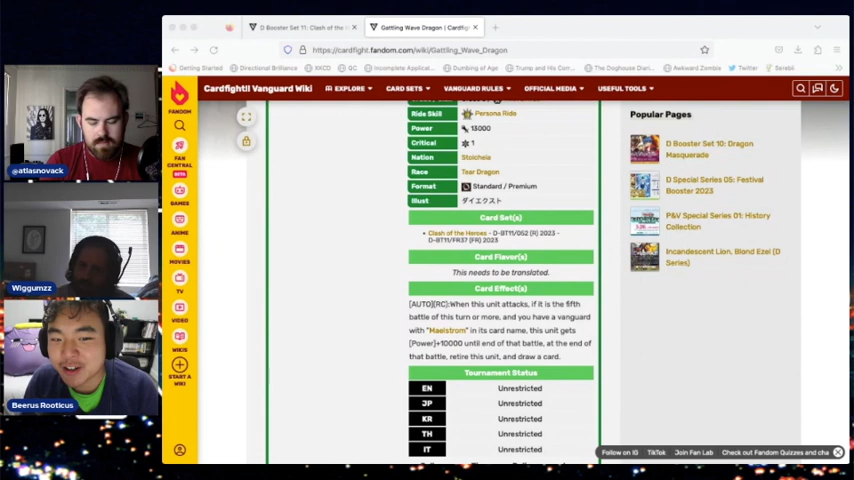 D Booster Set 11: Clash of the H
Gattling Wave Dragon | Cardfigh
https://cardfight.fandom.com/wiki/Gattling_Wave_Dragon
Getting Started
Directional Brilliance
XKCD
QC
Incomplete Applicat...
Dumbing of Age
Trump and His Con...
The Doghouse Diari...
Awkward Zombie
Twitter
Serebii
FANDOM
Cardfight!! Vanguard Wiki
EXPLORE
CARD SETS
VANGUARD RULES
OFFICIAL MEDIA
USEFUL TOOLS
FAN
CENTRAL
BETA
GAMES
ANIME
MOVIES
TV
VIDEO
WIKIS
START A
WIKI
@atlasnovack
Wiggumzz
Beerus Rooticus
Ride Skill
Persona Ride
Power
13000
Critical
1
Nation
Stoicheia
Race
Tear Dragon
Format
Standard / Premium
Illust
ダイエクスト
Card Set(s)
Clash of the Heroes - D-BT11/052 (R) 2023 -
D-BT11/FR37 (FR) 2023
Card Flavor(s)
This needs to be translated.
Card Effect(s)
[AUTO](RC):When this unit attacks, if it is the fifth
battle of this turn or more, and you have a vanguard
with "Maelstrom" in its card name, this unit gets
[Power]+10000 until end of that battle, at the end of
that battle, retire this unit, and draw a card.
Tournament Status
EN
Unrestricted
JP
Unrestricted
KR
Unrestricted
TH
Unrestricted
IT
Unrestricted
Popular Pages
D Booster Set 10: Dragon
Masquerade
D Special Series 05: Festival
Booster 2023
P&V Special Series 01: History
Collection
Incandescent Lion, Blond Ezel (D
Series)
Follow on IG
TikTok
Join Fan Lab
Check out Fandom Quizzes and cha